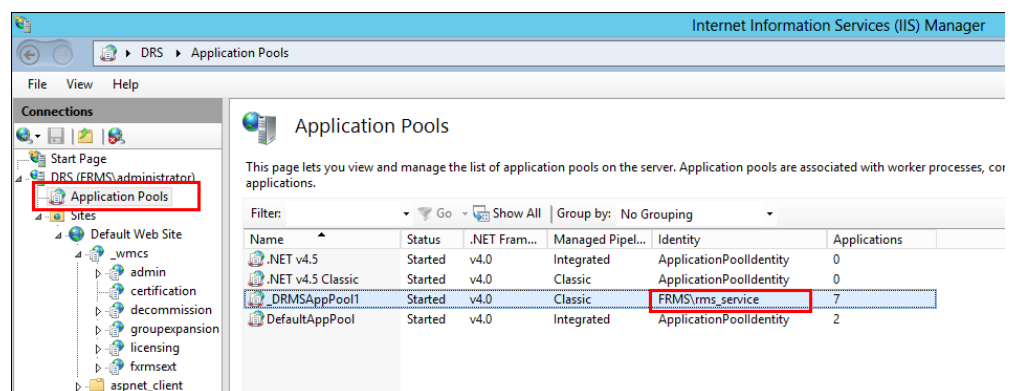 Internet Information Services (IIS) Manager
DRS Application Pools
File View Help
Connections
Application Pools
Start Page
This page lets you view and manage the list of application pools on the server. Application pools are associated with worker processes, con
DRS (FRMS\administrator)
applications.
Application Pools
Sites
Filter: Go Show All Group by: No Grouping
Default Web Site
Name Status .NET Fram... Managed Pipel... Identity Applications
_wmcs
.NET v4.5 Started v4.0 Integrated ApplicationPoolIdentity 0
admin
.NET v4.5 Classic Started v4.0 Classic ApplicationPoolIdentity 0
certification
_DRMSAppPool1 Started v4.0 Classic FRMS\rms_service 7
decommission
DefaultAppPool Started v4.0 Integrated ApplicationPoolIdentity 2
groupexpansion
licensing
fxrmsext
aspnet_client